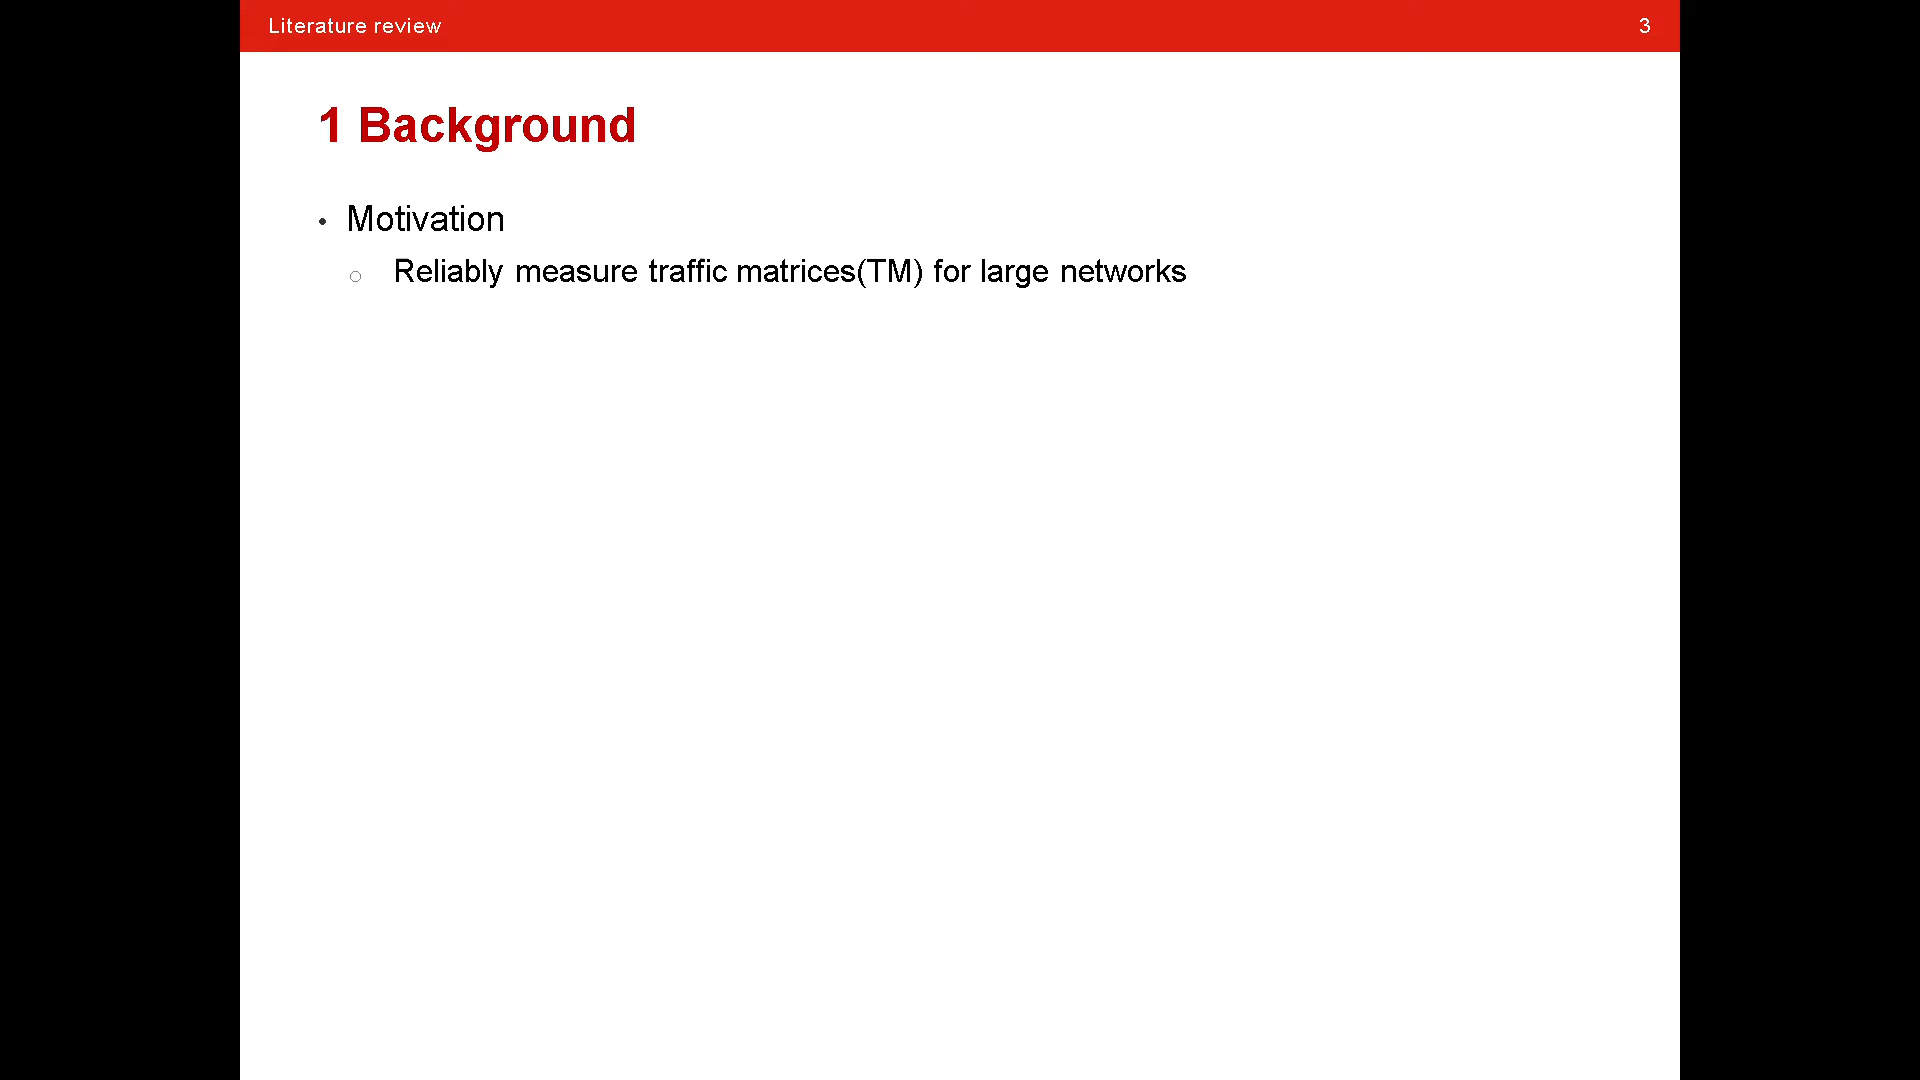 Literature review 3
1 Background
• Motivation
○ Reliably measure traffic matrices(TM) for large networks